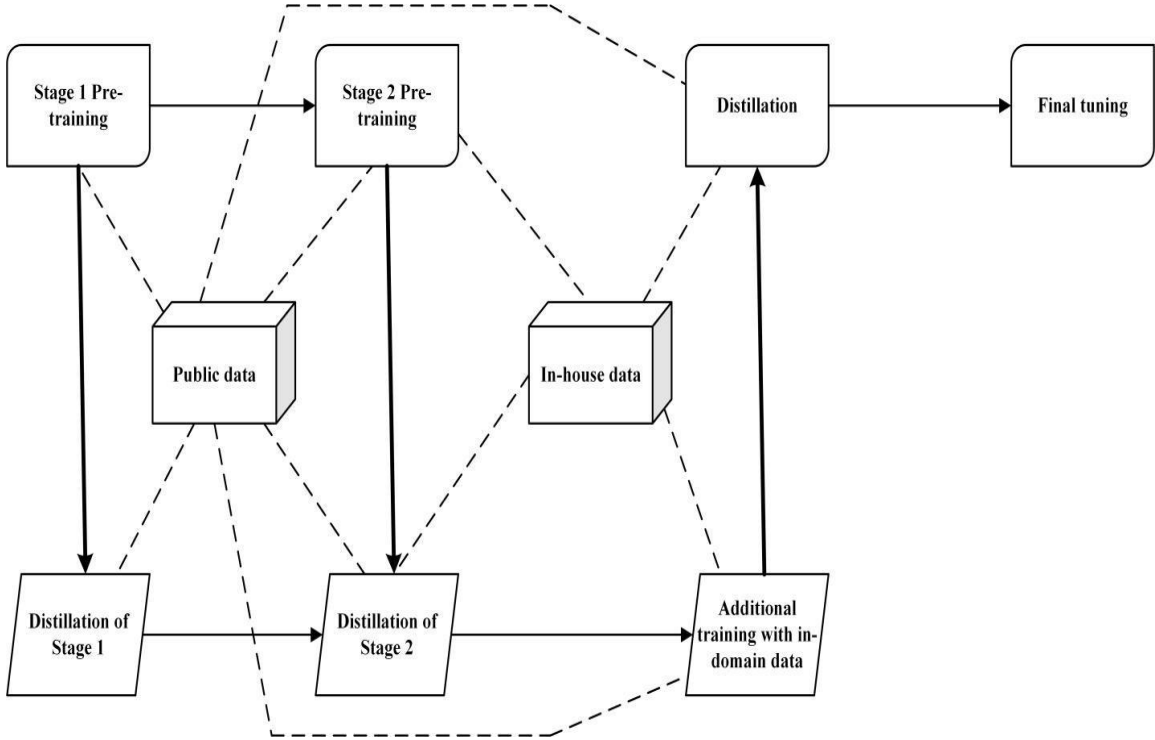 Stage 1 Pre-
training
Stage 2 Pre-
training
Distillation
Final tuning
Public data
In-house data
Distillation of
Stage 1
Distillation of
Stage 2
Additional
training with in-
domain data